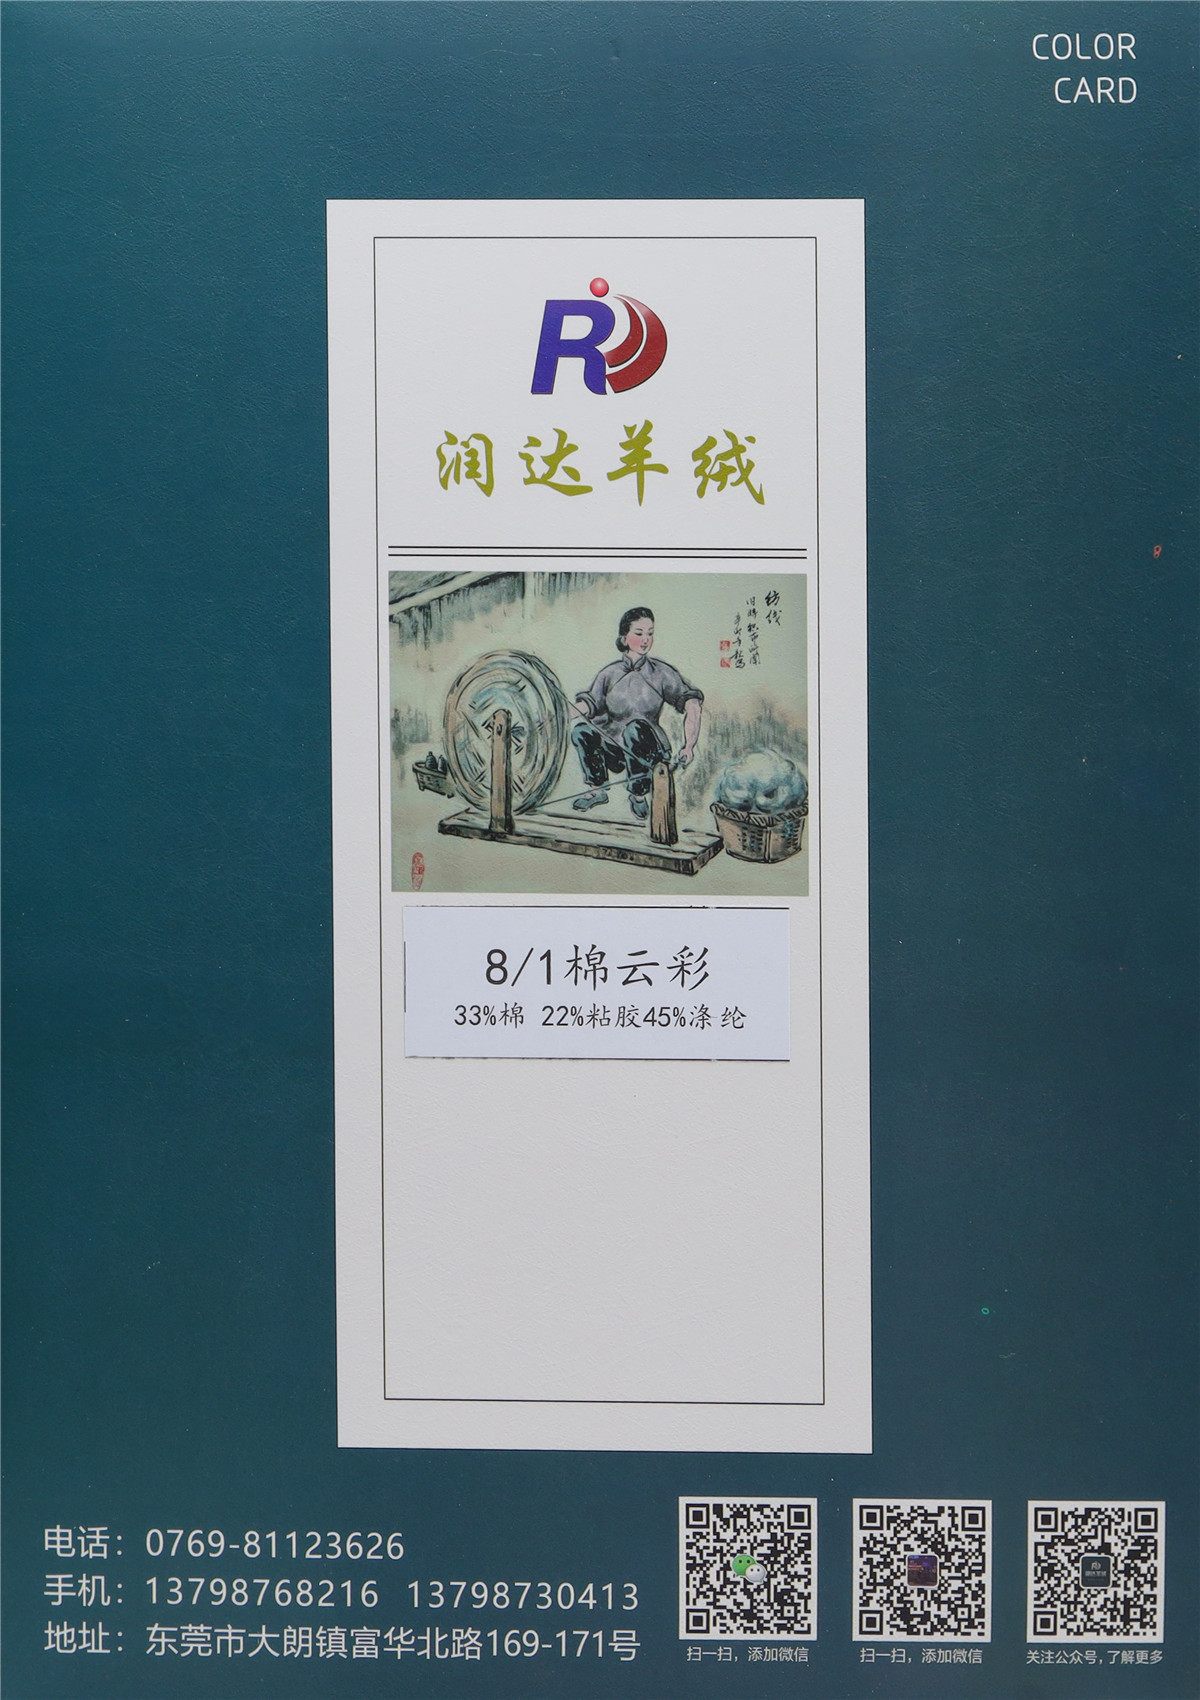 COLOR
CARD
润达羊绒
纺线
8/1棉云彩
33%棉 22%粘胶45%涤纶
电话：0769-81123626
手机：13798768216 13798730413
地址：东莞市大朗镇富华北路169-171号
扫一扫，添加微信
扫一扫，添加微信
关注公众号，了解更多